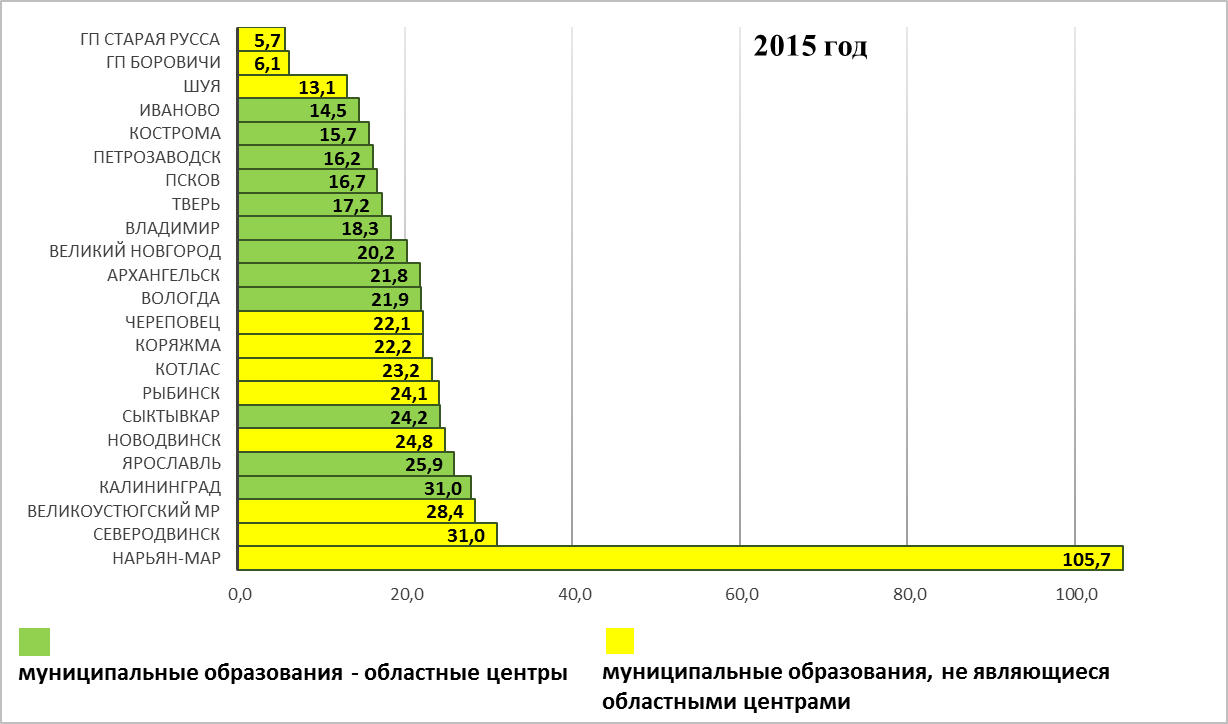 2015 год
ГП СТАРАЯ РУССА 5,7
ГП БОРОВИЧИ 6,1
ШУЯ 13,1
ИВАНОВО 14,5
КОСТРОМА 15,7
ПЕТРОЗАВОДСК 16,2
ПСКОВ 16,7
ТВЕРЬ 17,2
ВЛАДИМИР 18,3
ВЕЛИКИЙ НОВГОРОД 20,2
АРХАНГЕЛЬСК 21,8
ВОЛОГДА 21,9
ЧЕРЕПОВЕЦ 22,1
КОРЯЖМА 22,2
КОТЛАС 23,2
РЫБИНСК 24,1
СЫКТЫВКАР 24,2
НОВОДВИНСК 24,8
ЯРОСЛАВЛЬ 25,9
КАЛИНИНГРАД 31,0
ВЕЛИКОУСТЮГСКИЙ МР 28,4
СЕВЕРОДВИНСК 31,0
НАРЬЯН-МАР 105,7
0,0 20,0 40,0 60,0 80,0 100,0
муниципальные образования - областные центры
муниципальные образования, не являющиеся
областными центрами